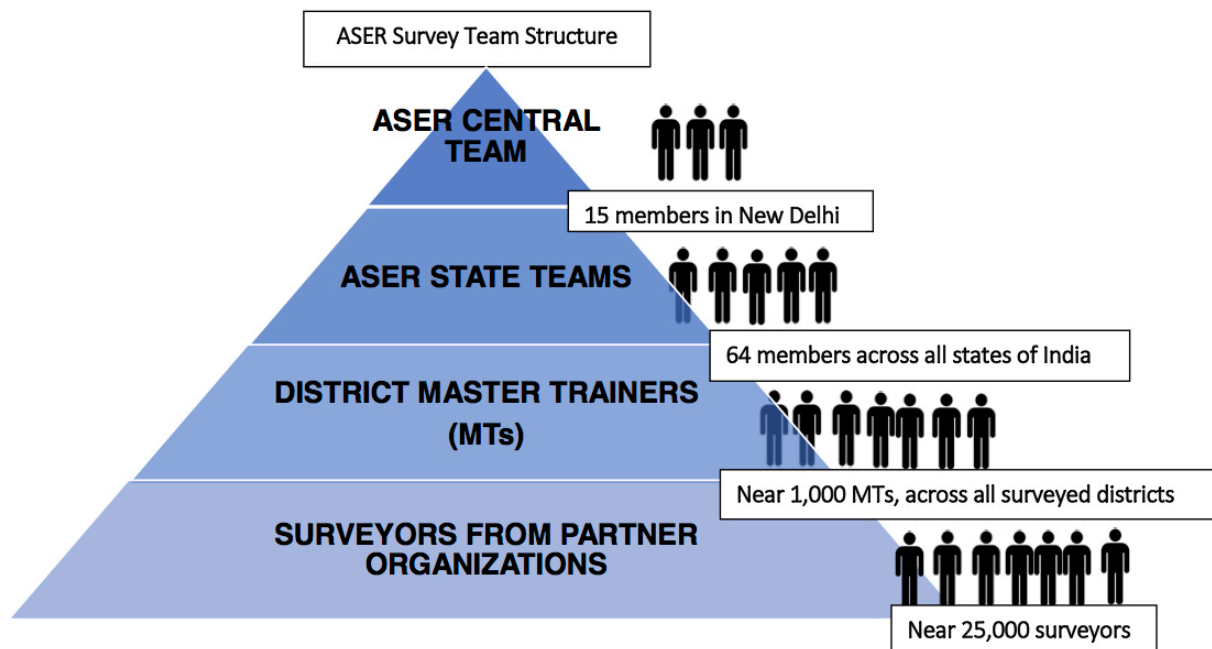 ASER Survey Team Structure
ASER CENTRAL
TEAM
15 members in New Delhi
ASER STATE TEAMS
64 members across all states of India
DISTRICT MASTER TRAINERS
(MTs)
Near 1,000 MTs, across all surveyed districts
SURVEYORS FROM PARTNER
ORGANIZATIONS
Near 25,000 surveyors